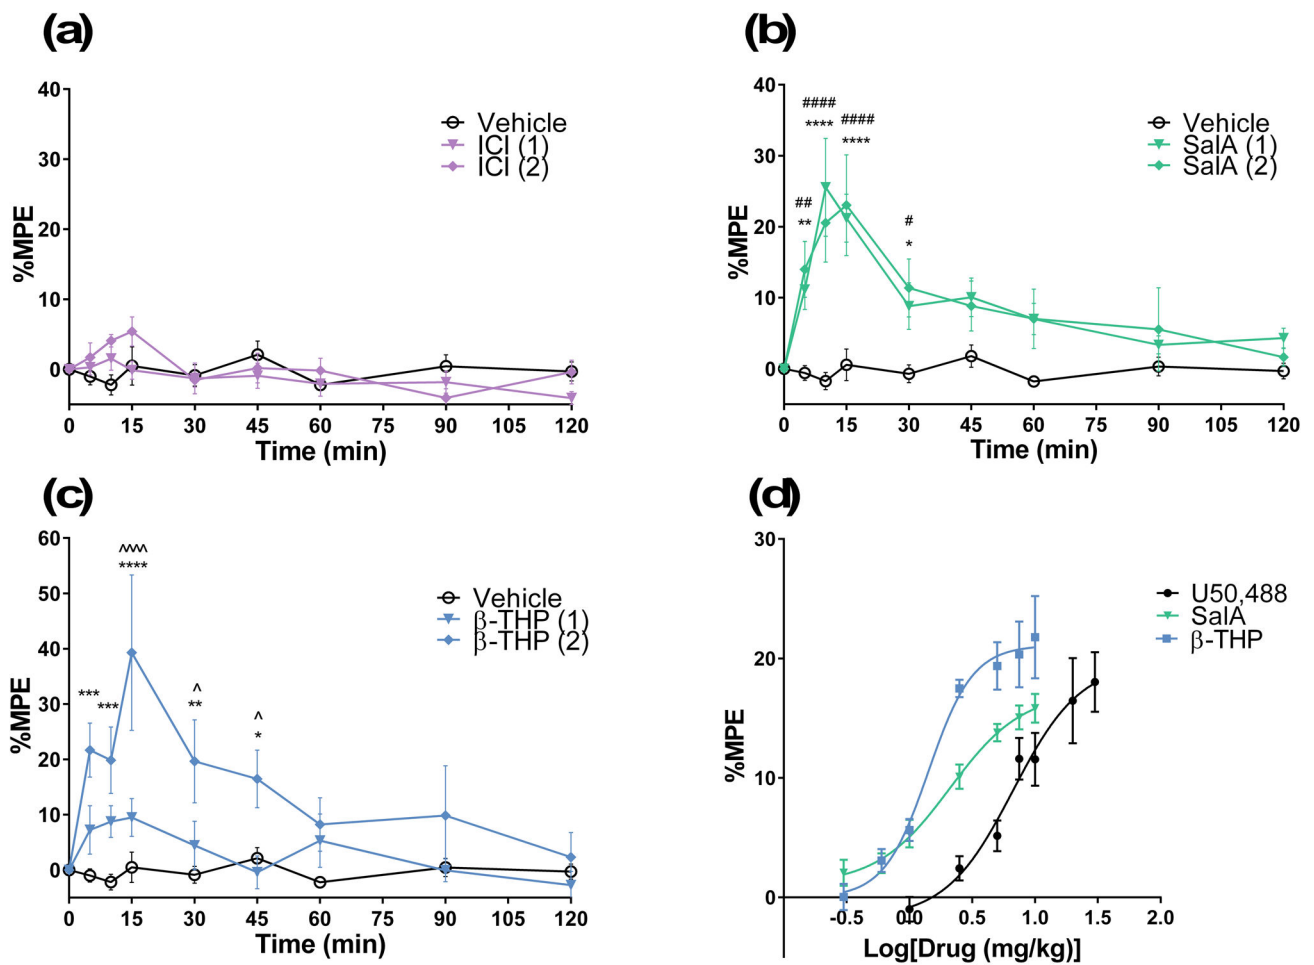 (a)
40
30
20
10
0
%MPE
Vehicle
ICI (1)
ICI (2)
0 15 30 45 60 75 90 105 120
Time (min)
(b)
40
30
20
10
0
%MPE
####
****
####
****
##
**
#
*
Vehicle
SalA (1)
SalA (2)
0 15 30 45 60 75 90 105 120
Time (min)
(c)
60
50
40
30
20
10
0
%MPE
^^^^
****
***
***
^
**
^
*
Vehicle
β-THP (1)
β-THP (2)
0 15 30 45 60 75 90 105 120
Time (min)
(d)
30
20
10
0
%MPE
U50,488
SalA
β-THP
-0.5 0.0 0.5 1.0 1.5 2.0
Log[Drug (mg/kg)]